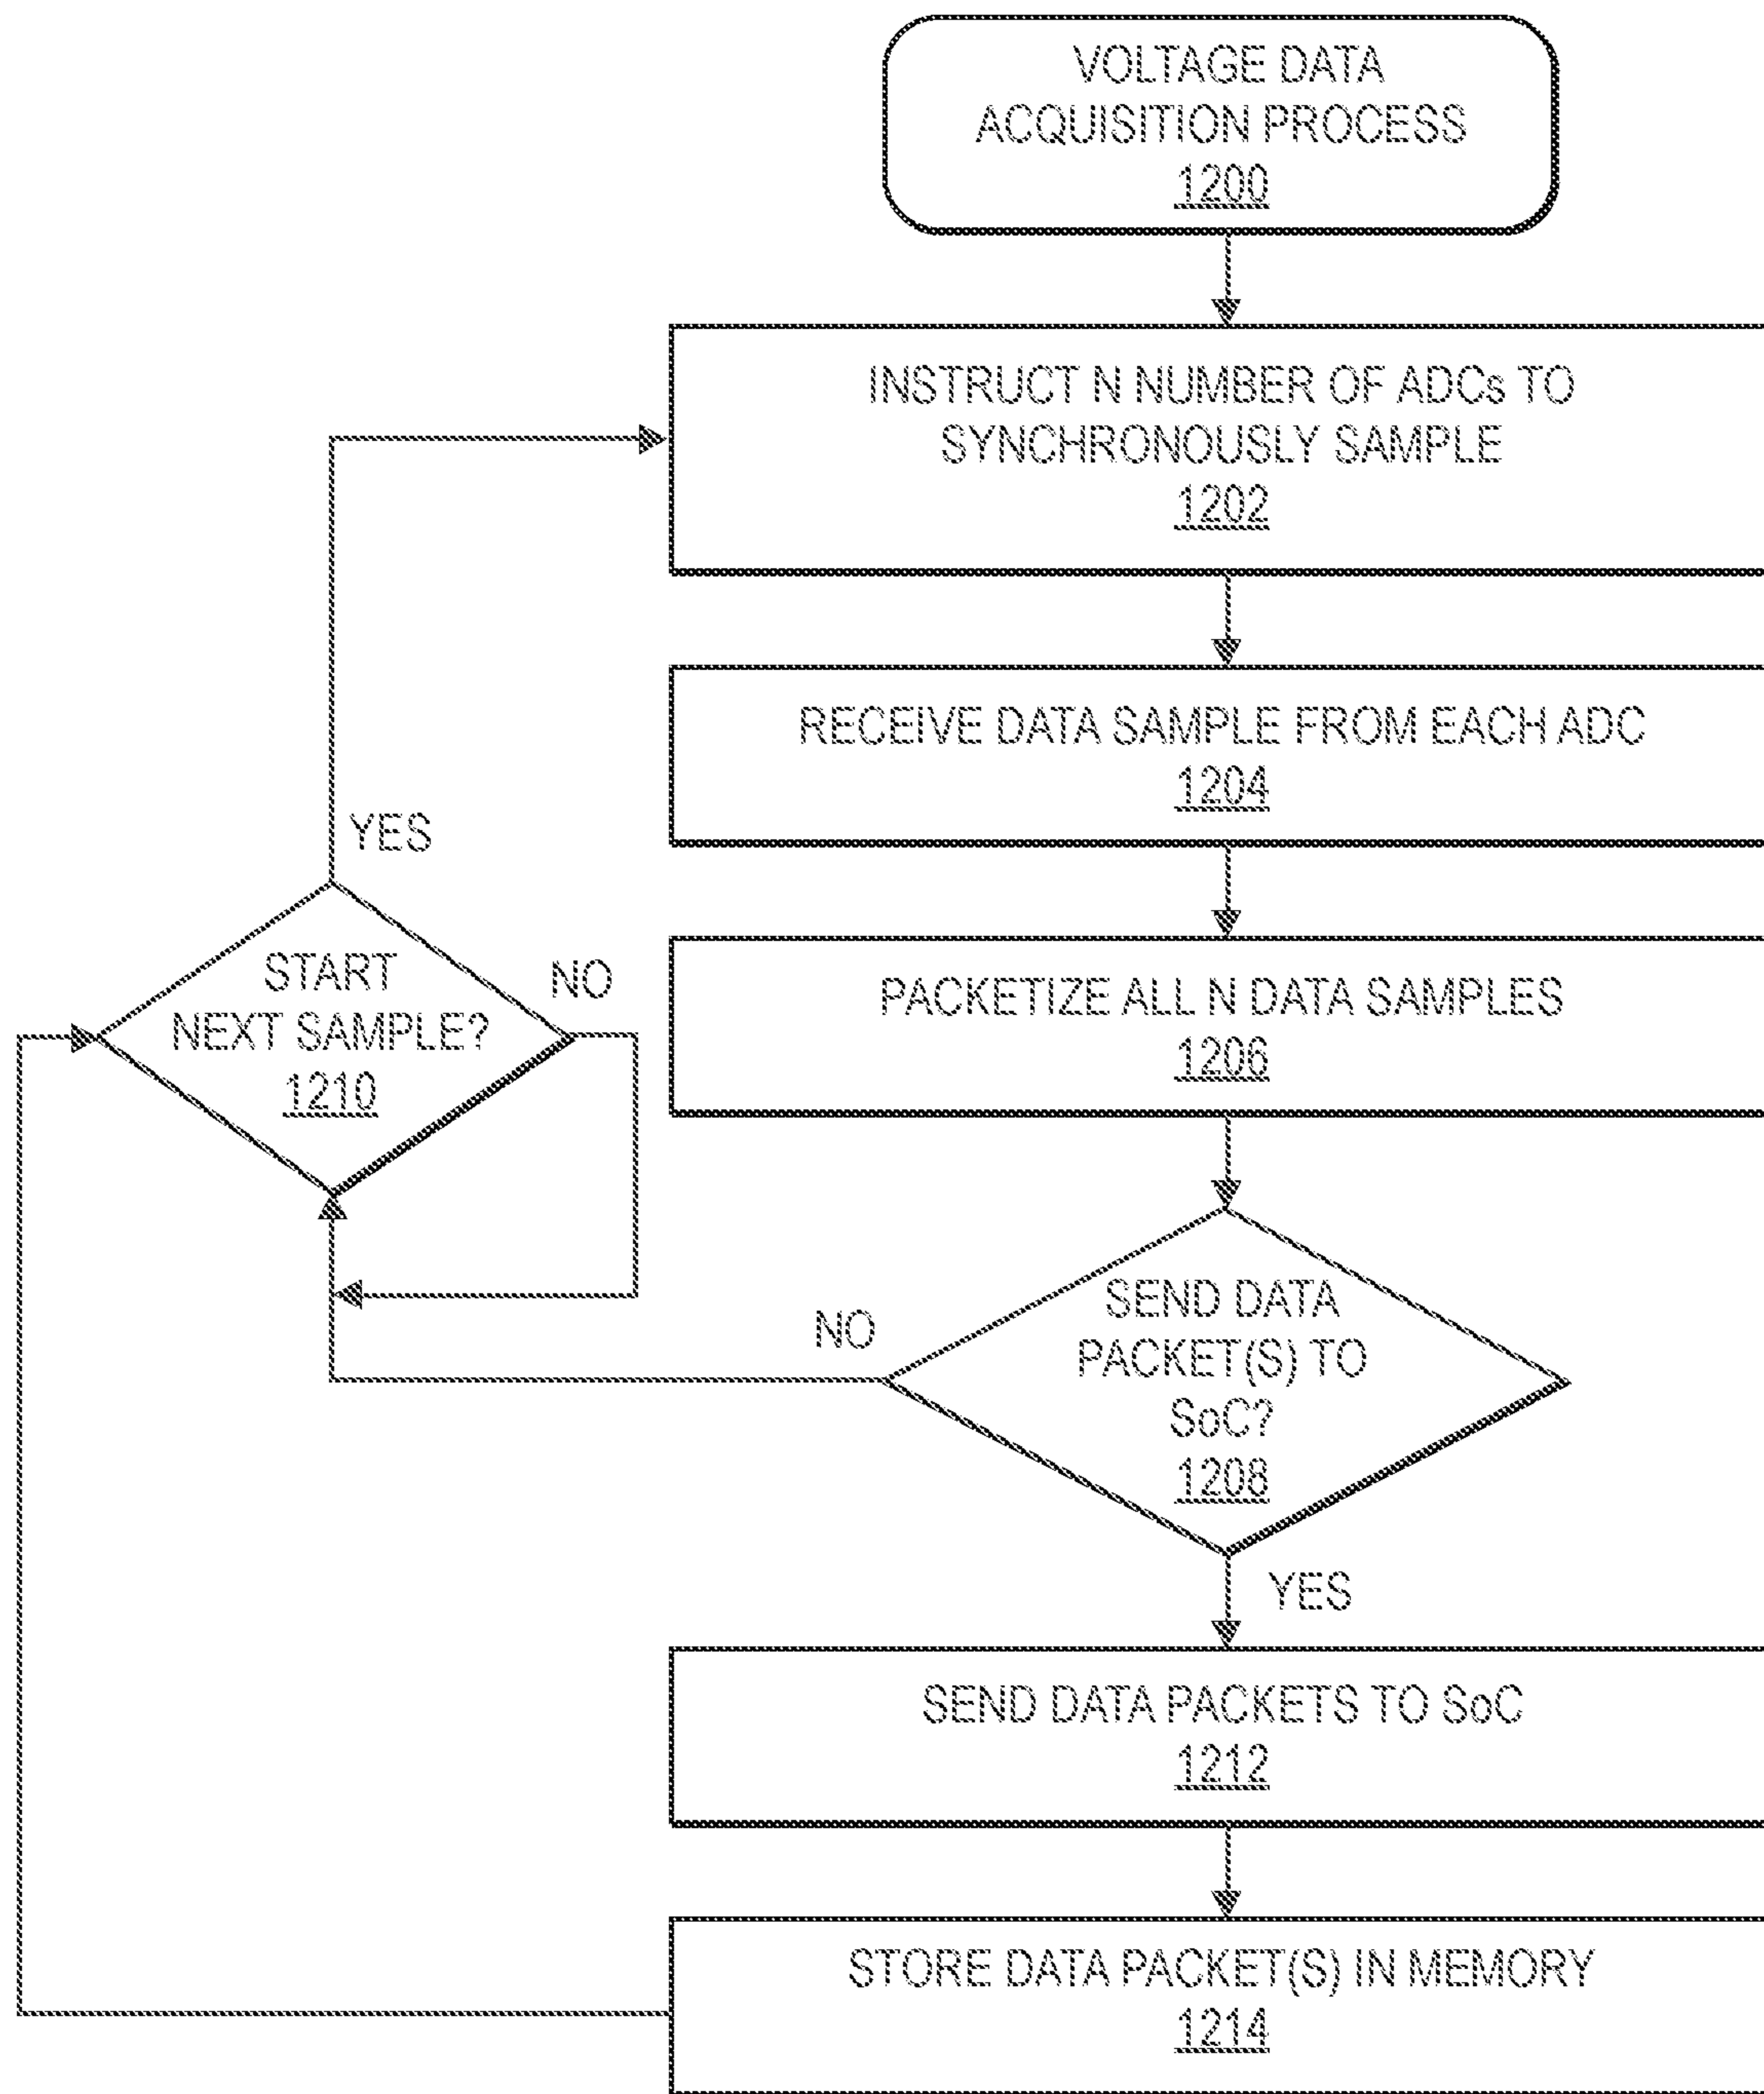 VOLTAGE DATA
ACQUISITION PROCESS
1200
INSTRUCT N NUMBER OF ADCs TO
SYNCHRONOUSLY SAMPLE
1202
RECEIVE DATA SAMPLE FROM EACH ADC
1204
YES
START
NEXT SAMPLE?
1210
NO
PACKETIZE ALL N DATA SAMPLES
1206
NO
SEND DATA
PACKET(S) TO
SoC?
1208
YES
SEND DATA PACKETS TO SoC
1212
STORE DATA PACKET(S) IN MEMORY
1214